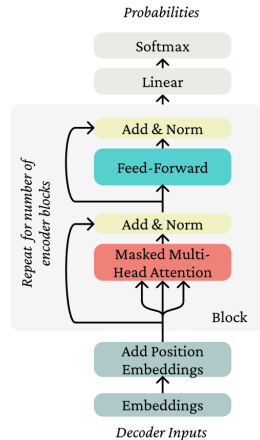 Probabilities
Softmax
Linear
Add & Norm
Feed-Forward
Repeat for number of
encoder blocks
Add & Norm
Masked Multi-
Head Attention
Block
Add Position
Embeddings
Embeddings
Decoder Inputs